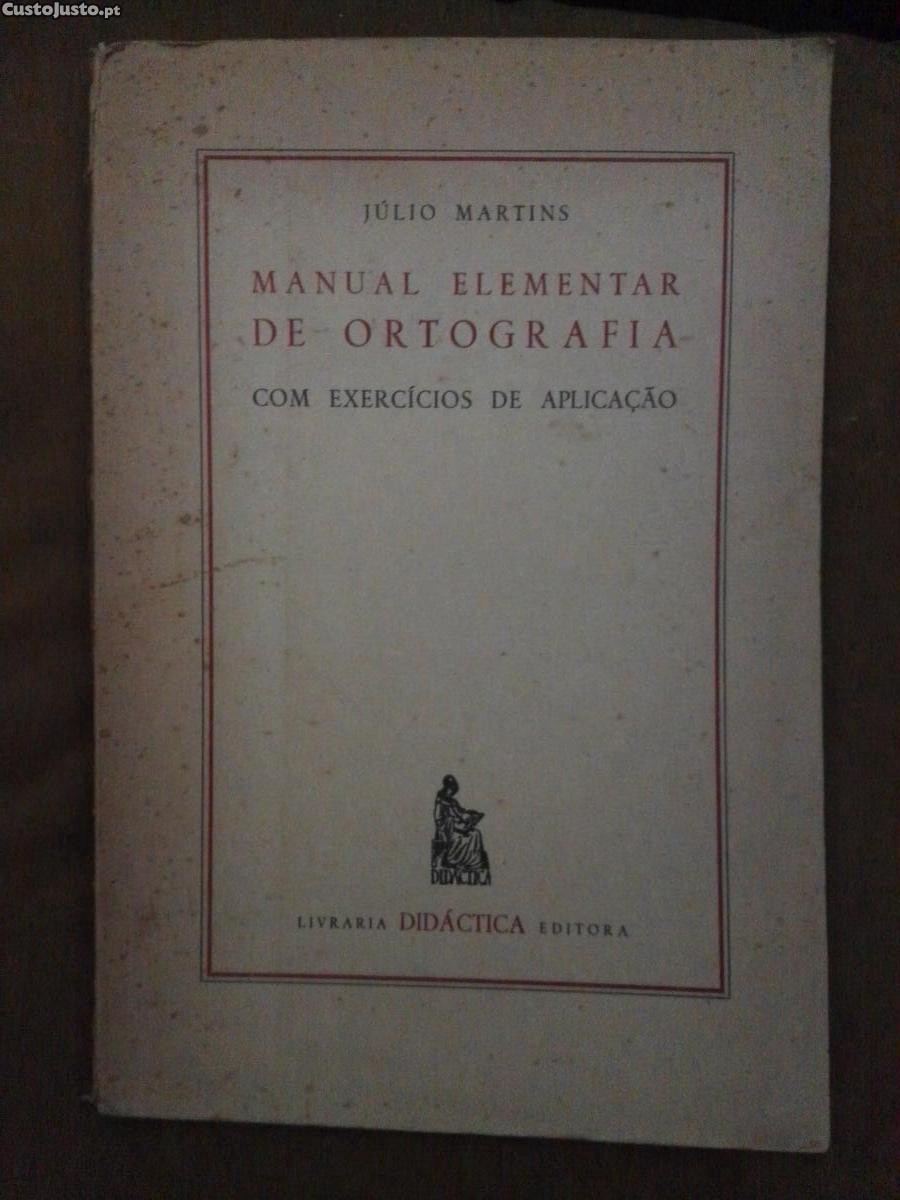 CustoJusto.pt
JÚLIO MARTINS
MANUAL ELEMENTAR
DE ORTOGRAFIA
COM EXERCÍCIOS DE APLICAÇÃO
DIDÁCTICA
LIVRARIA DIDÁCTICA EDITORA